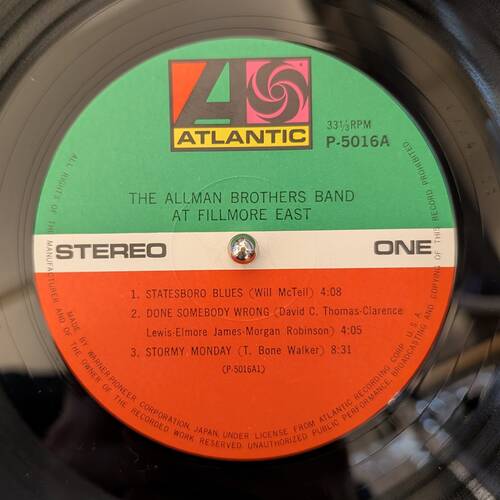 ATLANTIC
33⅓RPM
P-5016A
THE ALLMAN BROTHERS BAND
AT FILLMORE EAST
STEREO ONE
1. STATESBORO BLUES (Will McTell) 4:08
2. DONE SOMEBODY WRONG (David C. Thomas-Clarence
Lewis-Elmore James-Morgan Robinson) 4:05
3. STORMY MONDAY (T. Bone Walker) 8:31
(P-5016A1)
ALL RIGHTS OF THE MANUFACTURER AND OF THE OWNER OF THE RECORDED WORK RESERVED UNAUTHORIZED PUBLIC PERFORMANCE, BROADCASTING AND COPYING OF THIS RECORD PROHIBITED
MADE BY WARNER-PIONEER CORPORATION, JAPAN, UNDER LICENSE FROM ATLANTIC RECORDING CORP. U.S.A.